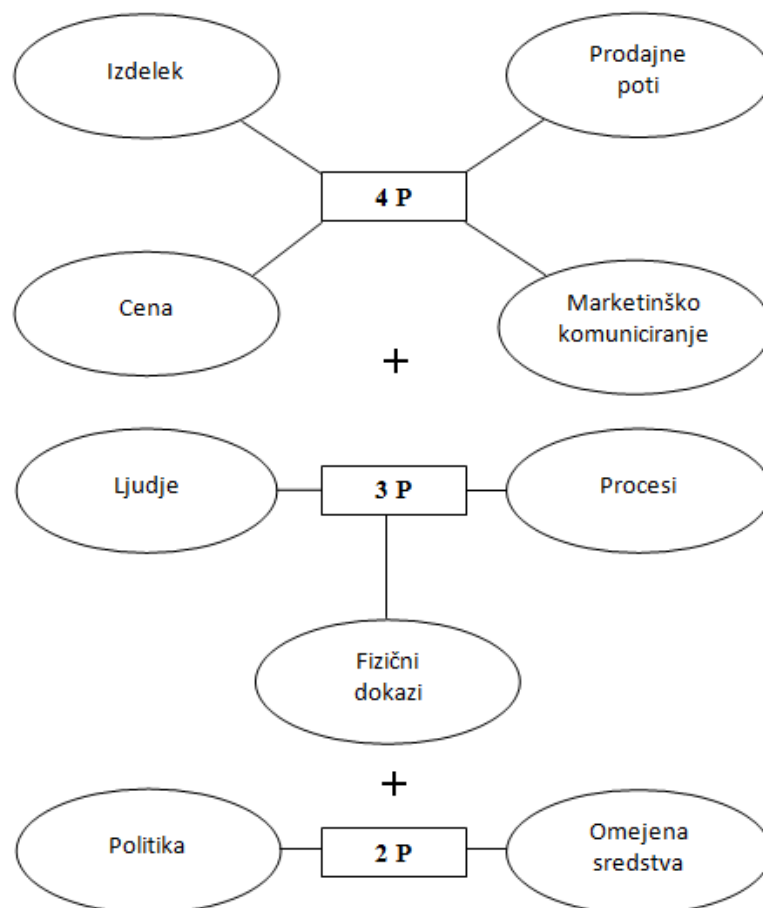 Izdelek
Prodajne
poti
4 P
Cena
Marketinško
komuniciranje
+
Ljudje
3 P
Procesi
Fizični
dokazi
+
Politika
2 P
Omejena
sredstva